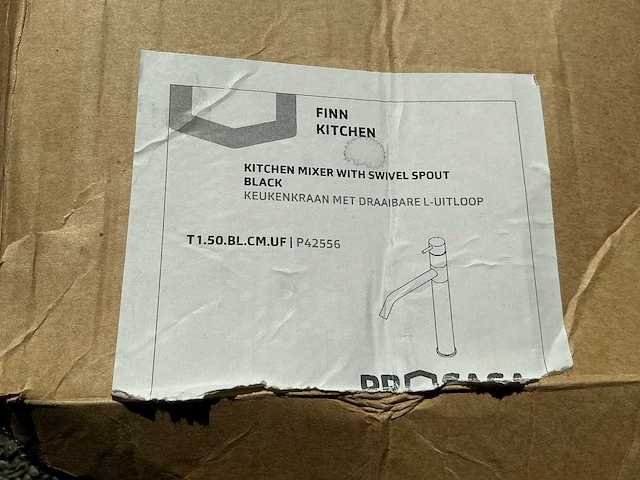 FINN
KITCHEN
KITCHEN MIXER WITH SWIVEL SPOUT
BLACK
KEUKENKRAAN MET DRAAIBARE L-UITLOOP
T1.50.BL.CM.UF | P42556